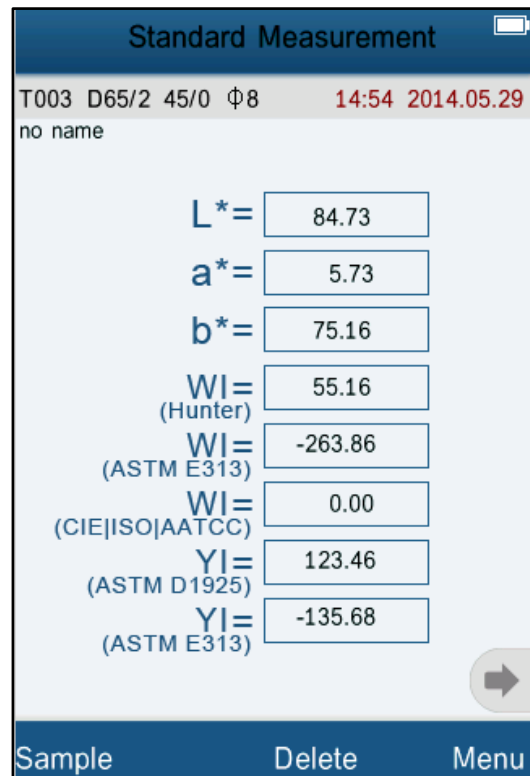 Standard Measurement
T003 D65/2 45/0 Φ8 14:54 2014.05.29
no name
L*= 84.73
a*= 5.73
b*= 75.16
WI= 55.16
(Hunter)
WI= -263.86
(ASTM E313)
WI= 0.00
(CIE|ISO|AATCC)
YI= 123.46
(ASTM D1925)
YI= -135.68
(ASTM E313)
Sample Delete Menu